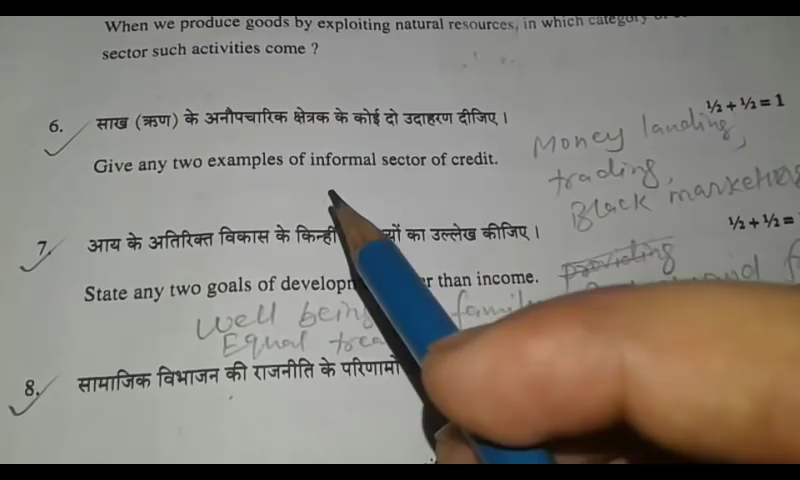 When we produce goods by exploiting natural resources, in which category of
sector such activities come ?
6. साख (ऋण) के अनौपचारिक क्षेत्रक के कोई दो उदाहरण दीजिए। ½ + ½ = 1
Give any two examples of informal sector of credit.
Money landing,
trading,
Black marketers
7. आय के अतिरिक्त विकास के किन्हीं का उल्लेख कीजिए। ½ + ½ =
State any two goals of than income.
providing
Well being family
Equal
8. सामाजिक विभाजन की राजनीति के